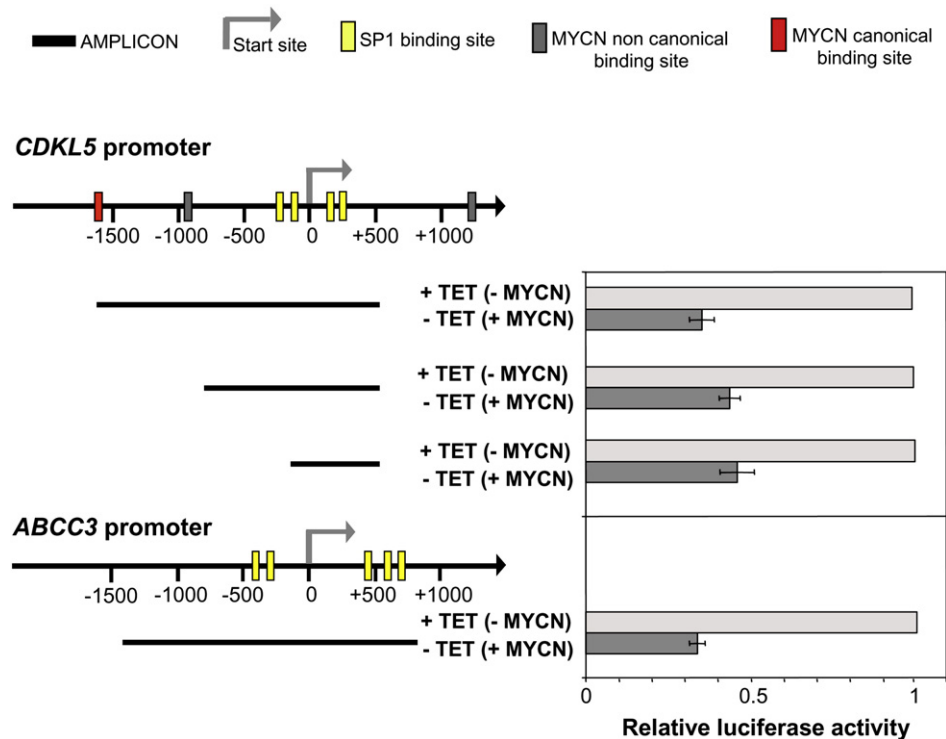 AMPLICON
Start site
SP1 binding site
MYCN non canonical
binding site
MYCN canonical
binding site
CDKL5 promoter
-1500 -1000 -500 0 +500 +1000
+ TET (- MYCN)
- TET (+ MYCN)
+ TET (- MYCN)
- TET (+ MYCN)
+ TET (- MYCN)
- TET (+ MYCN)
ABCC3 promoter
-1500 -1000 -500 0 +500 +1000
+ TET (- MYCN)
- TET (+ MYCN)
0 0.5 1
Relative luciferase activity